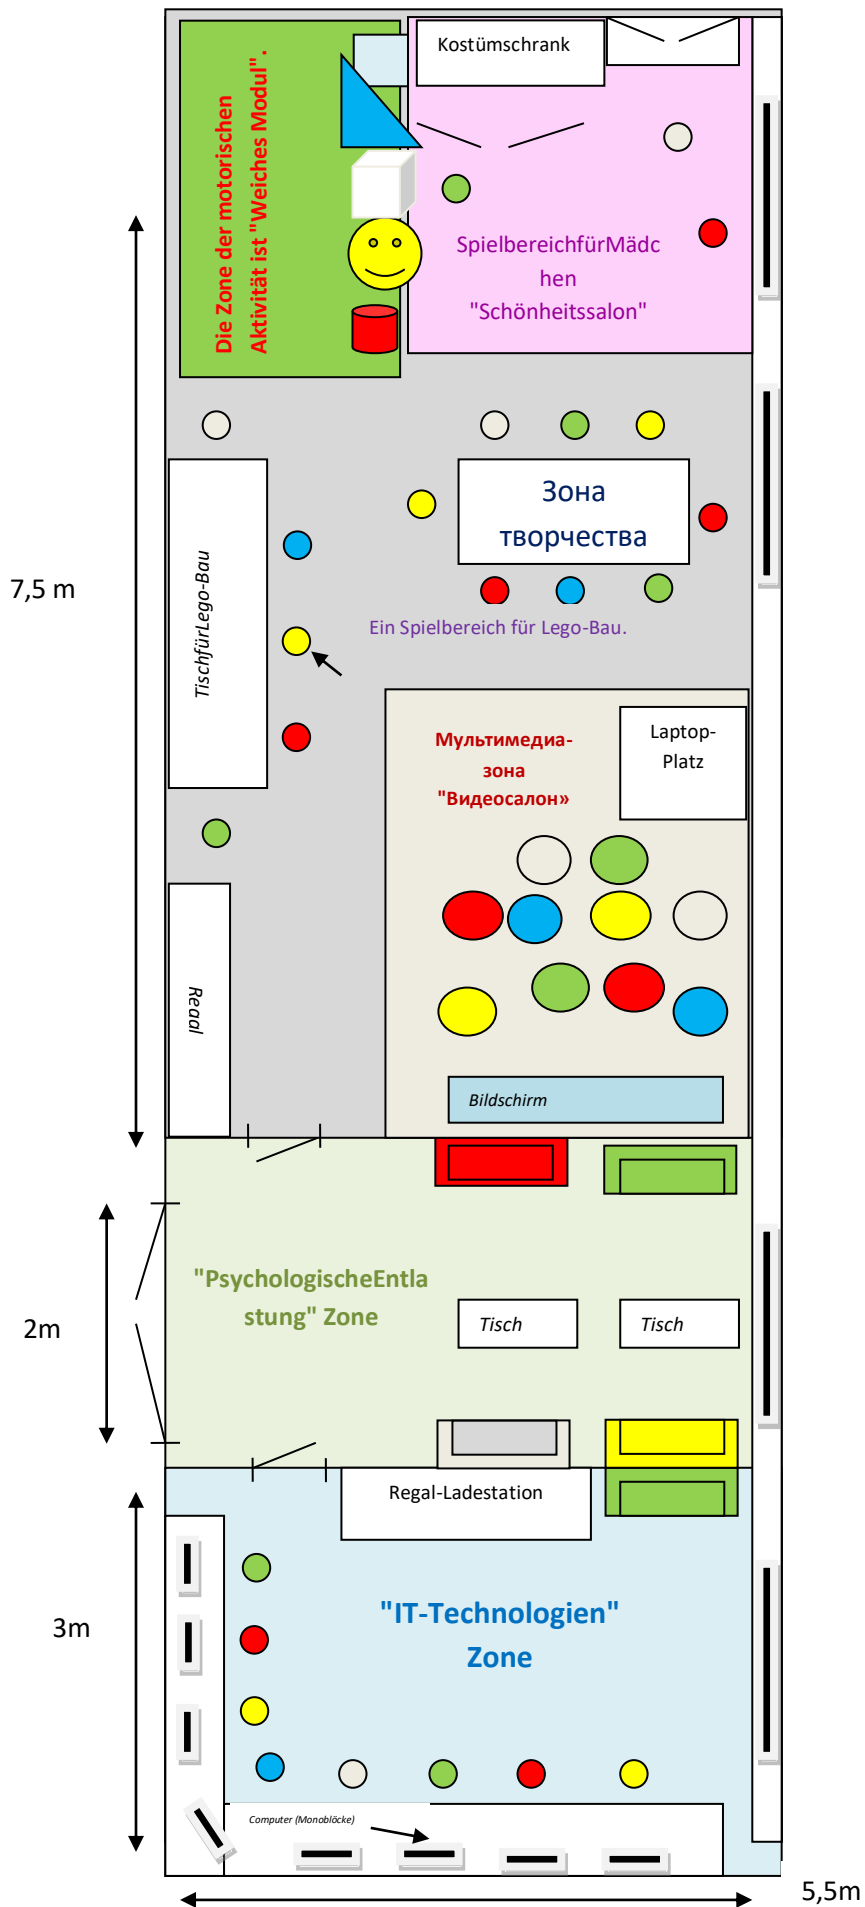 Kostümschrank
Die Zone der motorischen
Aktivität ist "Weiches Modul".
SpielbereichfürMädc
hen
"Schönheitssalon"
Зона
творчества
TischfürLego-Bau
7,5 m
Ein Spielbereich für Lego-Bau.
Мультимедиа-
зона
"Видеосалон»
Laptop-
Platz
Regal
Bildschirm
"PsychologischeEntla
stung" Zone
2m
Tisch
Tisch
Regal-Ladestation
"IT-Technologien"
Zone
3m
Computer (Monoblöcke)
5,5m